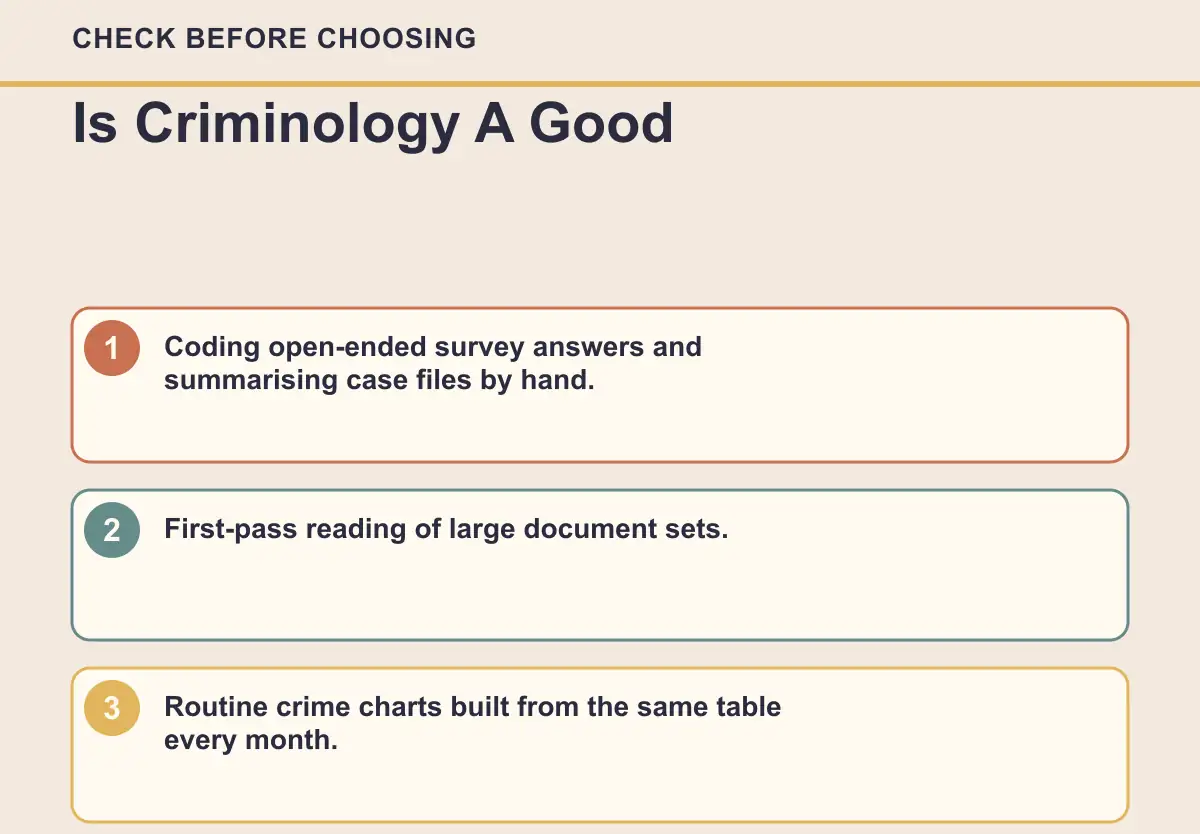 CHECK BEFORE CHOOSING
Is Criminology A Good
1
Coding open-ended survey answers and
summarising case files by hand.
2
First-pass reading of large document sets.
3
Routine crime charts built from the same table
every month.